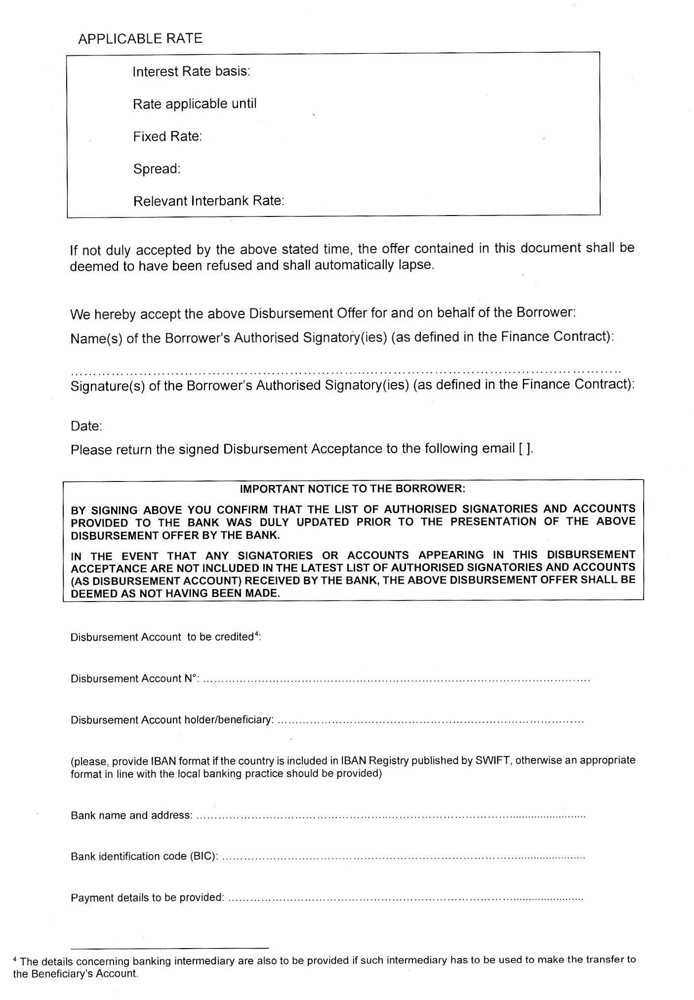 APPLICABLE RATE
Interest Rate basis:
Rate applicable until
Fixed Rate:
Spread:
Relevant Interbank Rate:
If not duly accepted by the above stated time, the offer contained in this document shall be
deemed to have been refused and shall automatically lapse.
We hereby accept the above Disbursement Offer for and on behalf of the Borrower:
Name(s) of the Borrower's Authorised Signatory(ies) (as defined in the Finance Contract):
........................................................................................................................
Signature(s) of the Borrower's Authorised Signatory(ies) (as defined in the Finance Contract):
Date:
Please return the signed Disbursement Acceptance to the following email [ ].
IMPORTANT NOTICE TO THE BORROWER:
BY SIGNING ABOVE YOU CONFIRM THAT THE LIST OF AUTHORISED SIGNATORIES AND ACCOUNTS
PROVIDED TO THE BANK WAS DULY UPDATED PRIOR TO THE PRESENTATION OF THE ABOVE
DISBURSEMENT OFFER BY THE BANK.
IN THE EVENT THAT ANY SIGNATORIES OR ACCOUNTS APPEARING IN THIS DISBURSEMENT
ACCEPTANCE ARE NOT INCLUDED IN THE LATEST LIST OF AUTHORISED SIGNATORIES AND ACCOUNTS
(AS DISBURSEMENT ACCOUNT) RECEIVED BY THE BANK, THE ABOVE DISBURSEMENT OFFER SHALL BE
DEEMED AS NOT HAVING BEEN MADE.
Disbursement Account to be credited⁴:
Disbursement Account N°: ........................................................................................................
Disbursement Account holder/beneficiary: ...................................................................................
(please, provide IBAN format if the country is included in IBAN Registry published by SWIFT, otherwise an appropriate
format in line with the local banking practice should be provided)
Bank name and address: ........................................................................................................
Bank identification code (BIC): ..................................................................................................
Payment details to be provided: ................................................................................................
⁴ The details concerning banking intermediary are also to be provided if such intermediary has to be used to make the transfer to
the Beneficiary's Account.